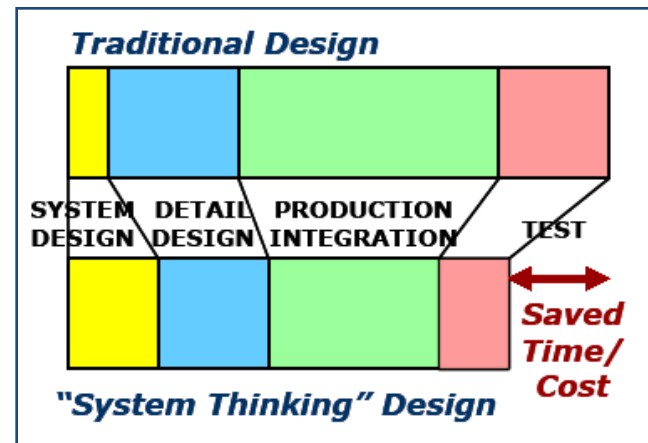 Traditional Design
SYSTEM DESIGN
DETAIL DESIGN
PRODUCTION INTEGRATION
TEST
Saved
Time/
Cost
“System Thinking” Design